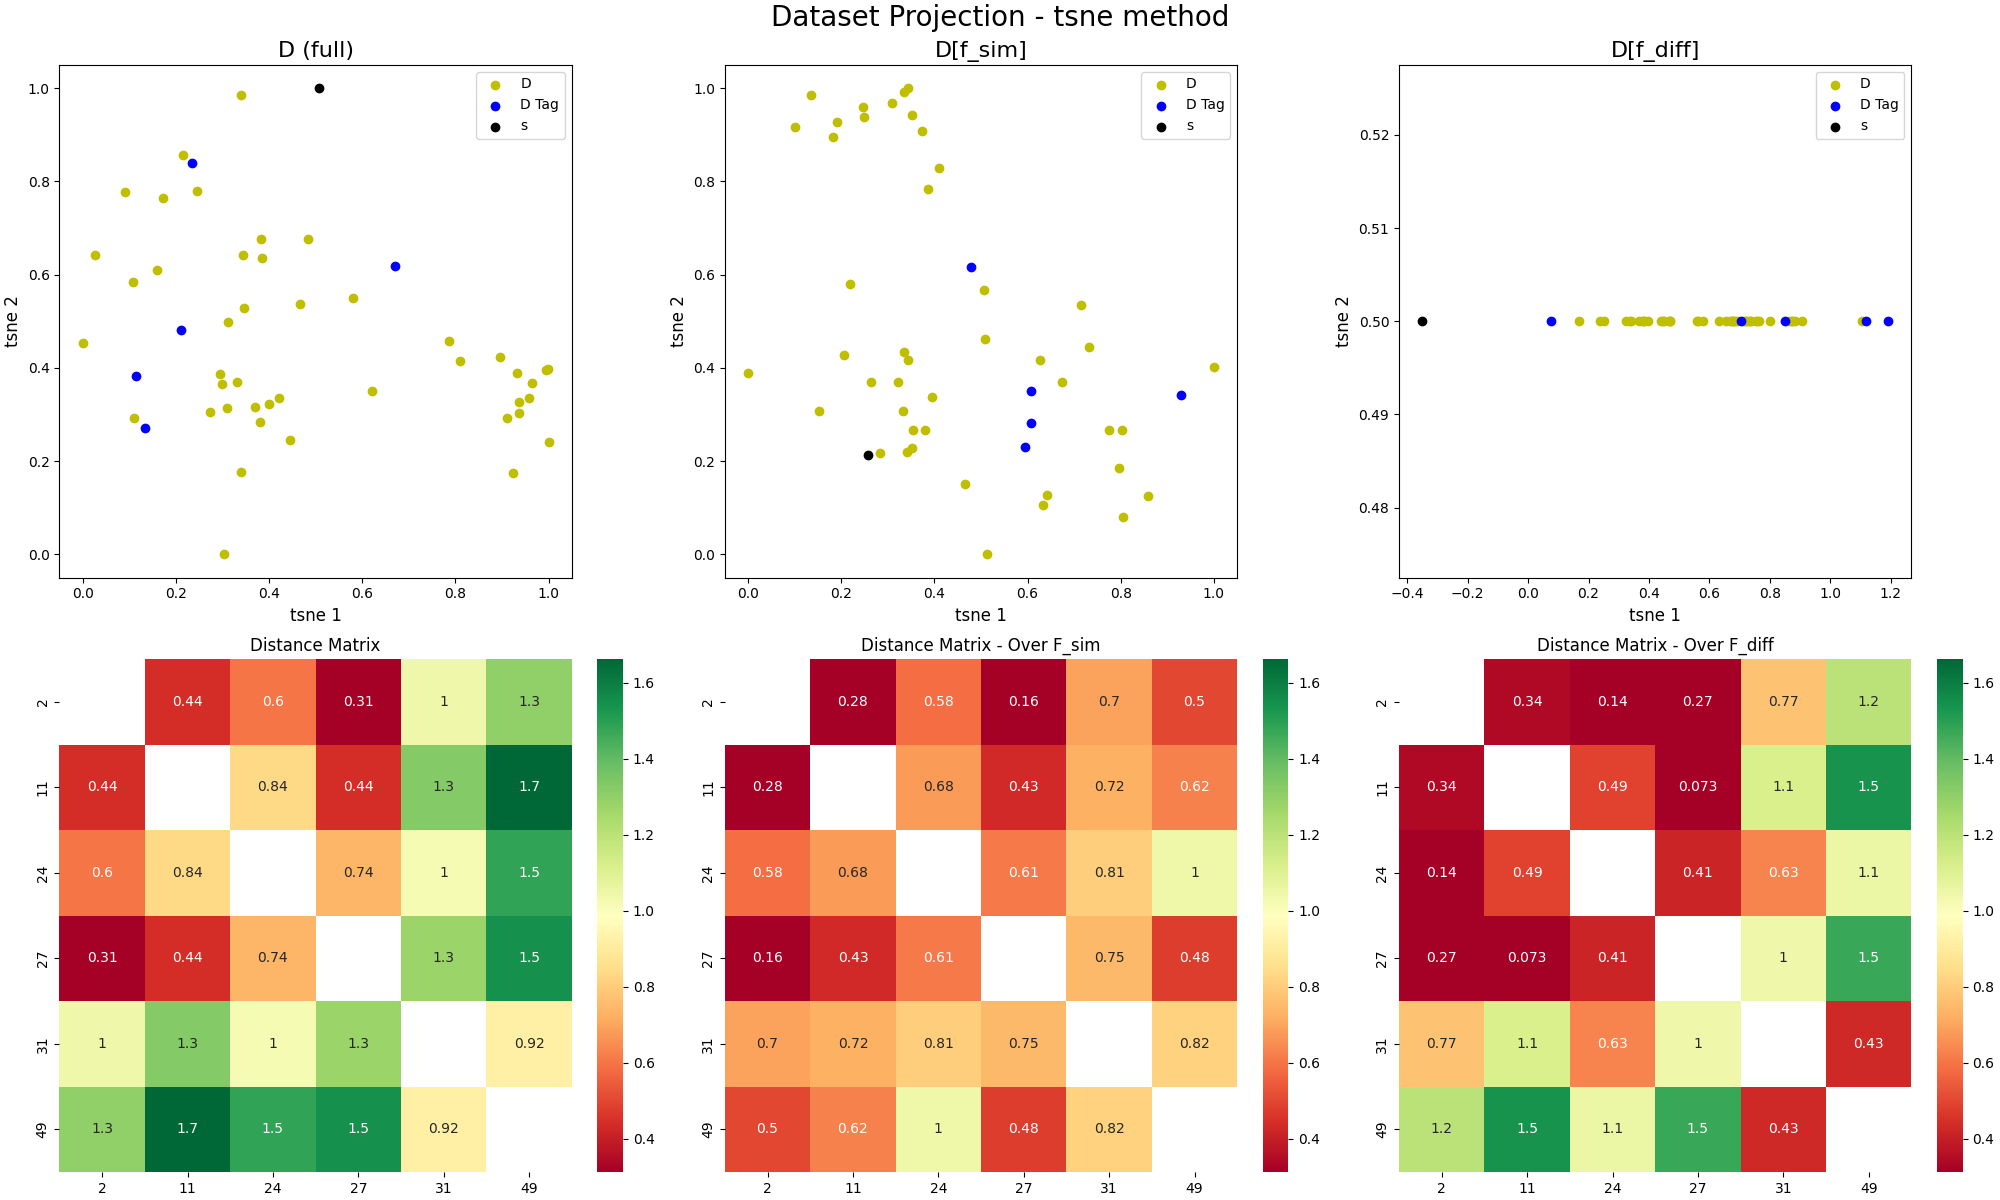 Dataset Projection - tsne method
D (full)
D[f_sim]
D[f_diff]
D
D Tag
s
D
D Tag
s
D
D Tag
s
1.0
0.8
0.6
0.4
0.2
0.0
tsne 2
0.0 0.2 0.4 0.6 0.8 1.0
tsne 1
1.0
0.8
0.6
0.4
0.2
0.0
tsne 2
0.0 0.2 0.4 0.6 0.8 1.0
tsne 1
0.52
0.51
0.50
0.49
0.48
tsne 2
−0.4 −0.2 0.0 0.2 0.4 0.6 0.8 1.0 1.2
tsne 1
Distance Matrix
2 0.44 0.6 0.31 1 1.3
11 0.44 0.84 0.44 1.3 1.7
24 0.6 0.84 0.74 1 1.5
27 0.31 0.44 0.74 1.3 1.5
31 1 1.3 1 1.3 0.92
49 1.3 1.7 1.5 1.5 0.92
2 11 24 27 31 49
1.6
1.4
1.2
1.0
0.8
0.6
0.4
Distance Matrix - Over F_sim
2 0.28 0.58 0.16 0.7 0.5
11 0.28 0.68 0.43 0.72 0.62
24 0.58 0.68 0.61 0.81 1
27 0.16 0.43 0.61 0.75 0.48
31 0.7 0.72 0.81 0.75 0.82
49 0.5 0.62 1 0.48 0.82
2 11 24 27 31 49
1.6
1.4
1.2
1.0
0.8
0.6
0.4
Distance Matrix - Over F_diff
2 0.34 0.14 0.27 0.77 1.2
11 0.34 0.49 0.073 1.1 1.5
24 0.14 0.49 0.41 0.63 1.1
27 0.27 0.073 0.41 1 1.5
31 0.77 1.1 0.63 1 0.43
49 1.2 1.5 1.1 1.5 0.43
2 11 24 27 31 49
1.6
1.4
1.2
1.0
0.8
0.6
0.4